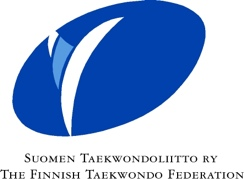 Suomen Taekwondoliitto ry
The Finnish Taekwondo Federation